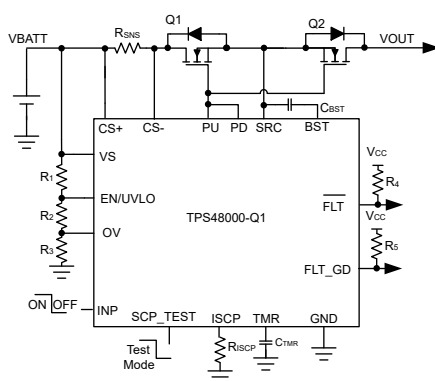 Q1 Q2
VBATT RSNS VOUT
CBST
CS+ CS- PU PD SRC BST
VS
R1
EN/UVLO
R2
OV
R3
TPS48000-Q1
VCC
R4
FLT
VCC
R5
FLT_GD
ON OFF INP
SCP_TEST ISCP TMR GND
Test
Mode
RISCP
CTMR